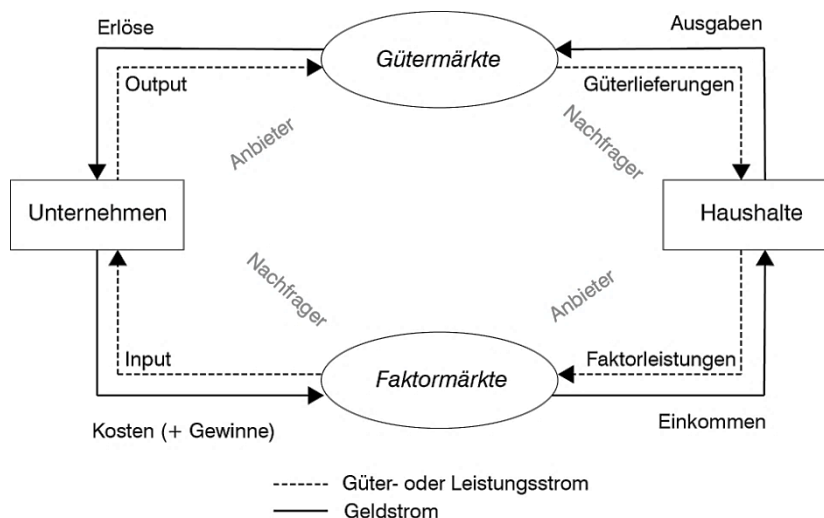 Erlöse
Ausgaben
Gütermärkte
Output
Güterlieferungen
Anbieter
Nachfrager
Unternehmen
Haushalte
Nachfrager
Anbieter
Input
Faktorleistungen
Faktormärkte
Kosten (+ Gewinne)
Einkommen
Güter- oder Leistungsstrom
Geldstrom